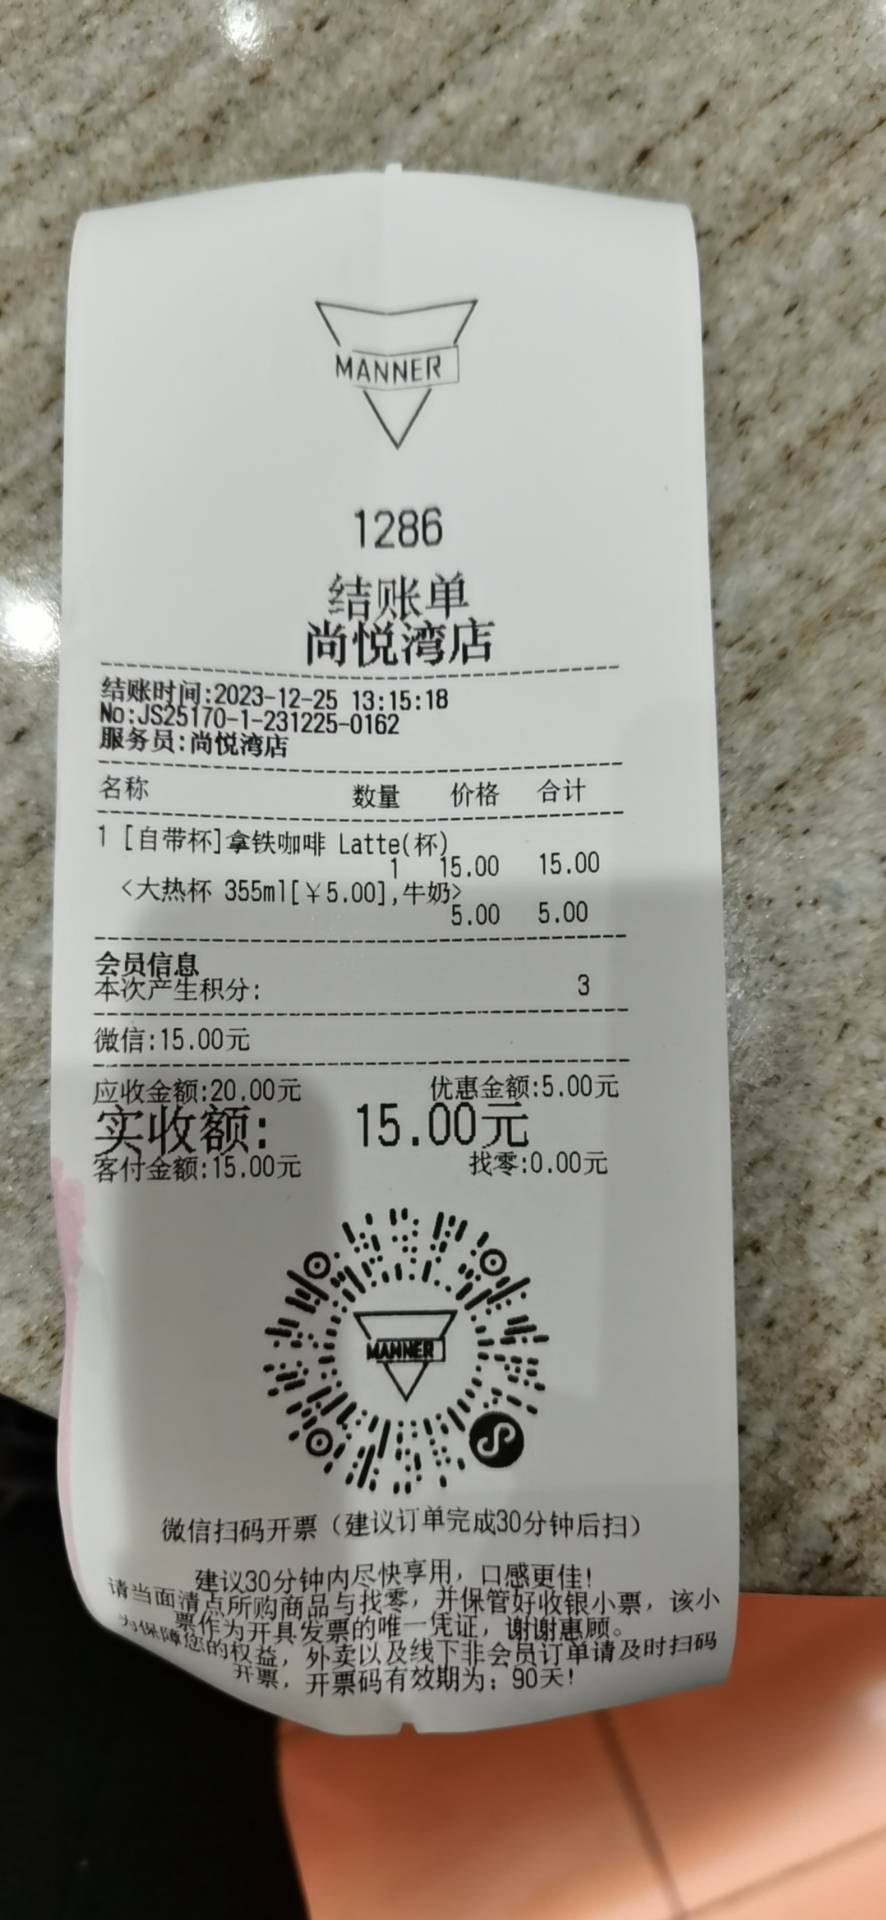 MANNER
1286
结账单
尚悦湾店
结账时间:2023-12-25 13:15:18
No:JS25170-1-231225-0162
服务员:尚悦湾店
名称 数量 价格 合计
1 [自带杯]拿铁咖啡 Latte(杯)
1 15.00 15.00
<大热杯 355ml[￥5.00],牛奶>
5.00 5.00
会员信息
本次产生积分: 3
微信:15.00元
应收金额:20.00元 优惠金额:5.00元
实收额: 15.00元
客付金额:15.00元 找零:0.00元
MANNER
微信扫码开票（建议订单完成30分钟后扫）
建议30分钟内尽快享用，口感更佳！
请当面清点所购商品与找零，并保管好收银小票，该小
票作为开具发票的唯一凭证，谢谢惠顾。
为保障您的权益，外卖以及线下非会员订单请及时扫码
开票，开票码有效期为：90天！